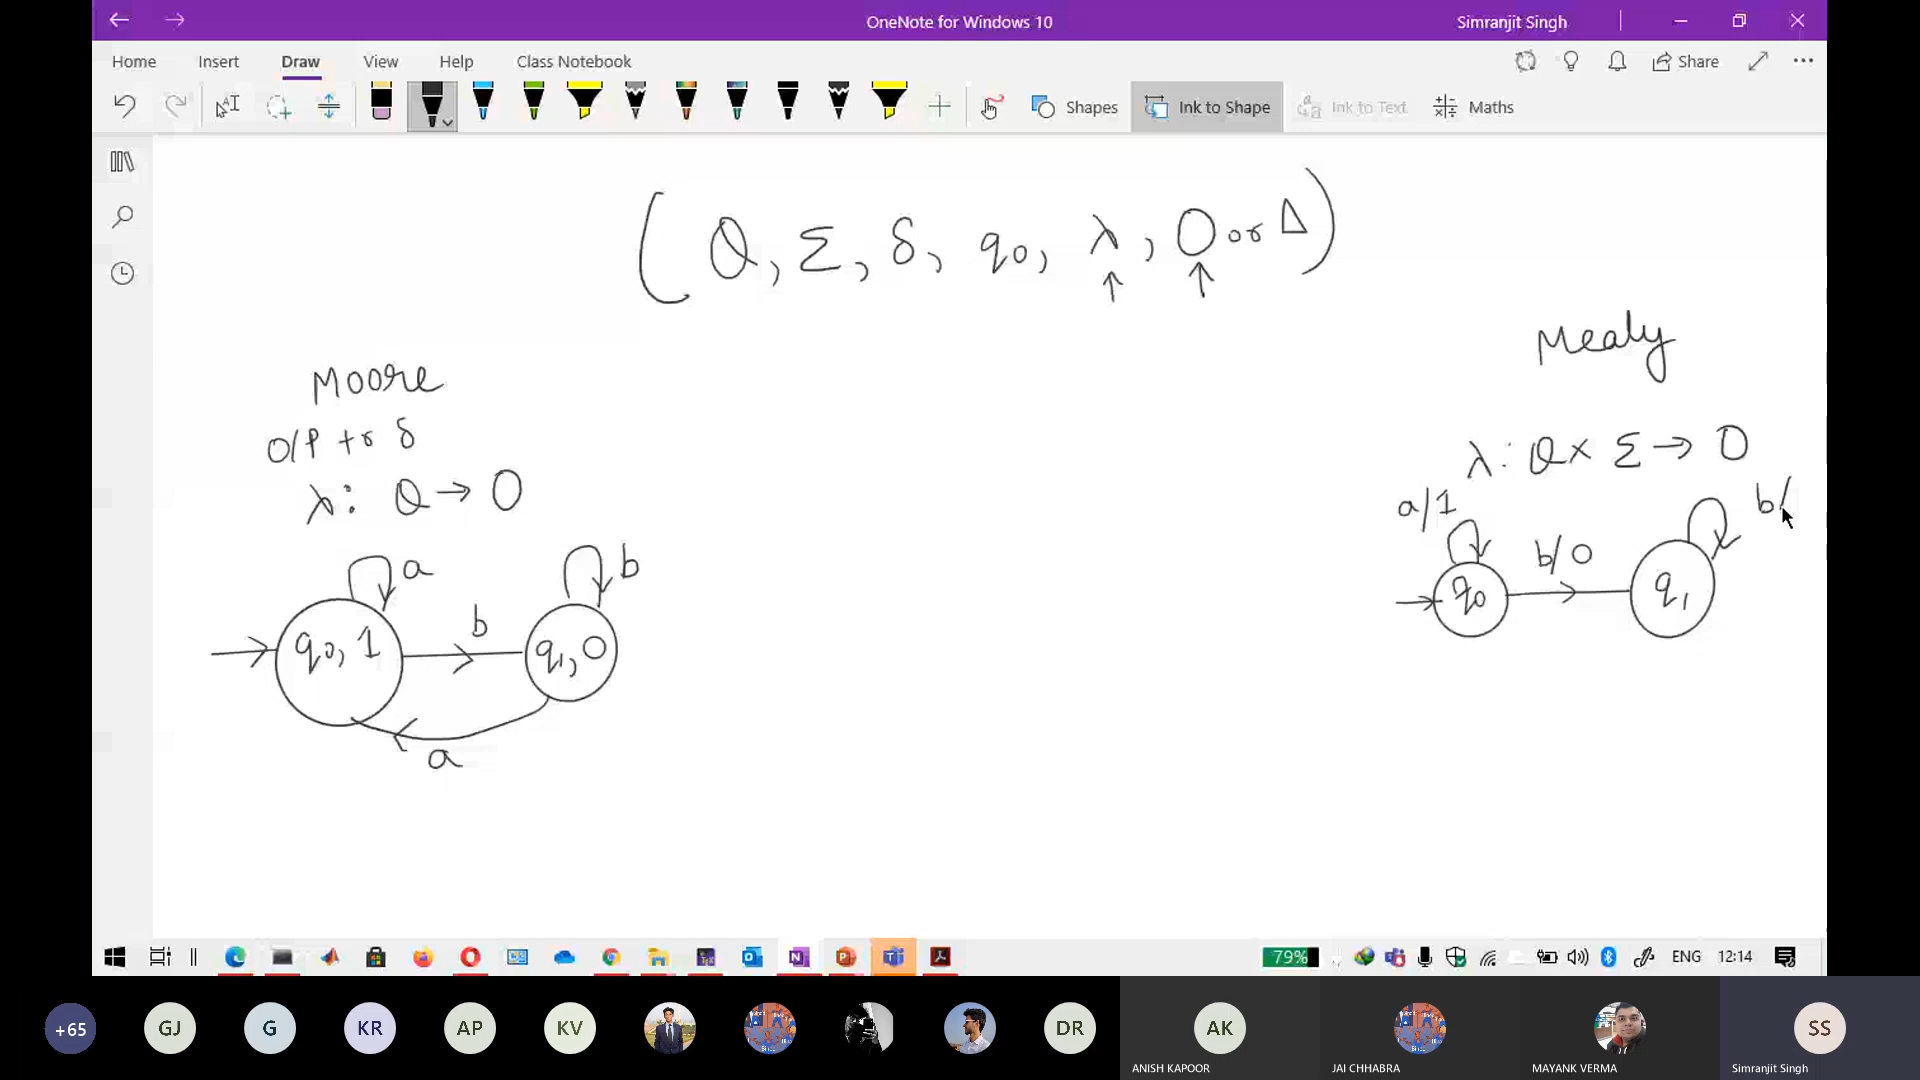 OneNote for Windows 10
Simranjit Singh
Home Insert Draw View Help Class Notebook
Share
Shapes Ink to Shape Ink to Text Maths
(Q, Σ, δ, q0, λ, O or Δ)
↑ ↑
Mealy
Moore
O/P + r δ
λ: Q × Σ → O
λ: Q → O
a/1
b/
b/0
q0
q1
a
b
b
q0, 1
q1, 0
a
79%
ENG 12:14
+65 GJ G KR AP KV DR AK SS
ANISH KAPOOR JAI CHHABRA MAYANK VERMA Simranjit Singh